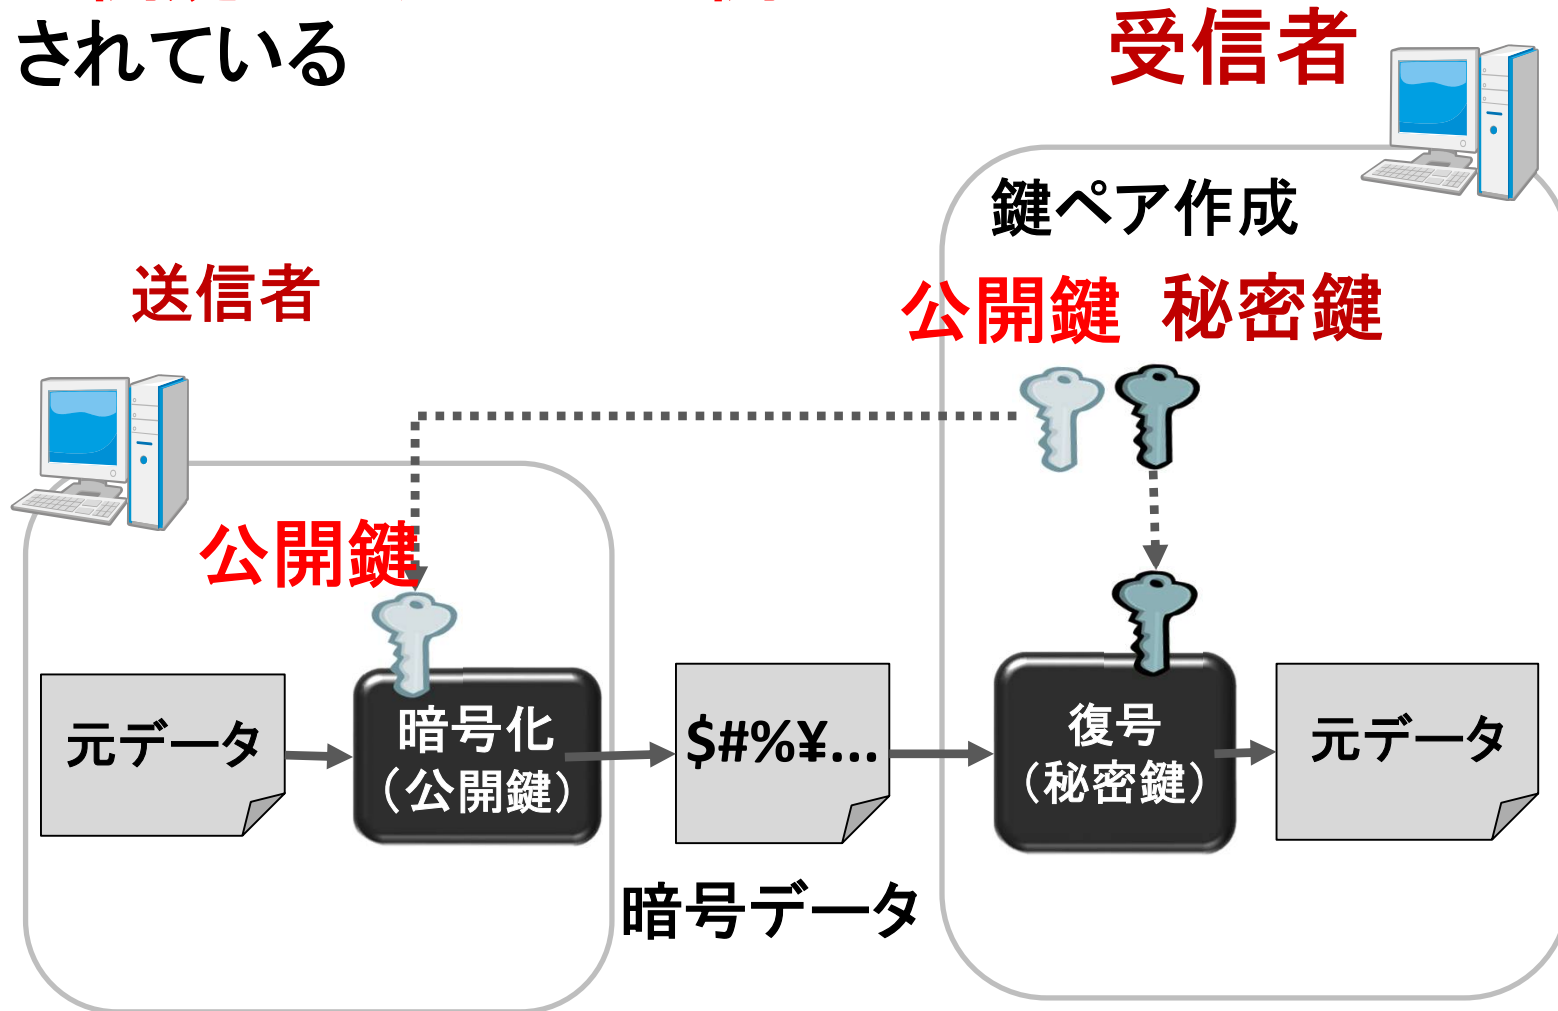 されている
受信者
鍵ペア作成
送信者
公開鍵 秘密鍵
公開鍵
元データ
暗号化
（公開鍵）
$#%¥...
復号
（秘密鍵）
元データ
暗号データ